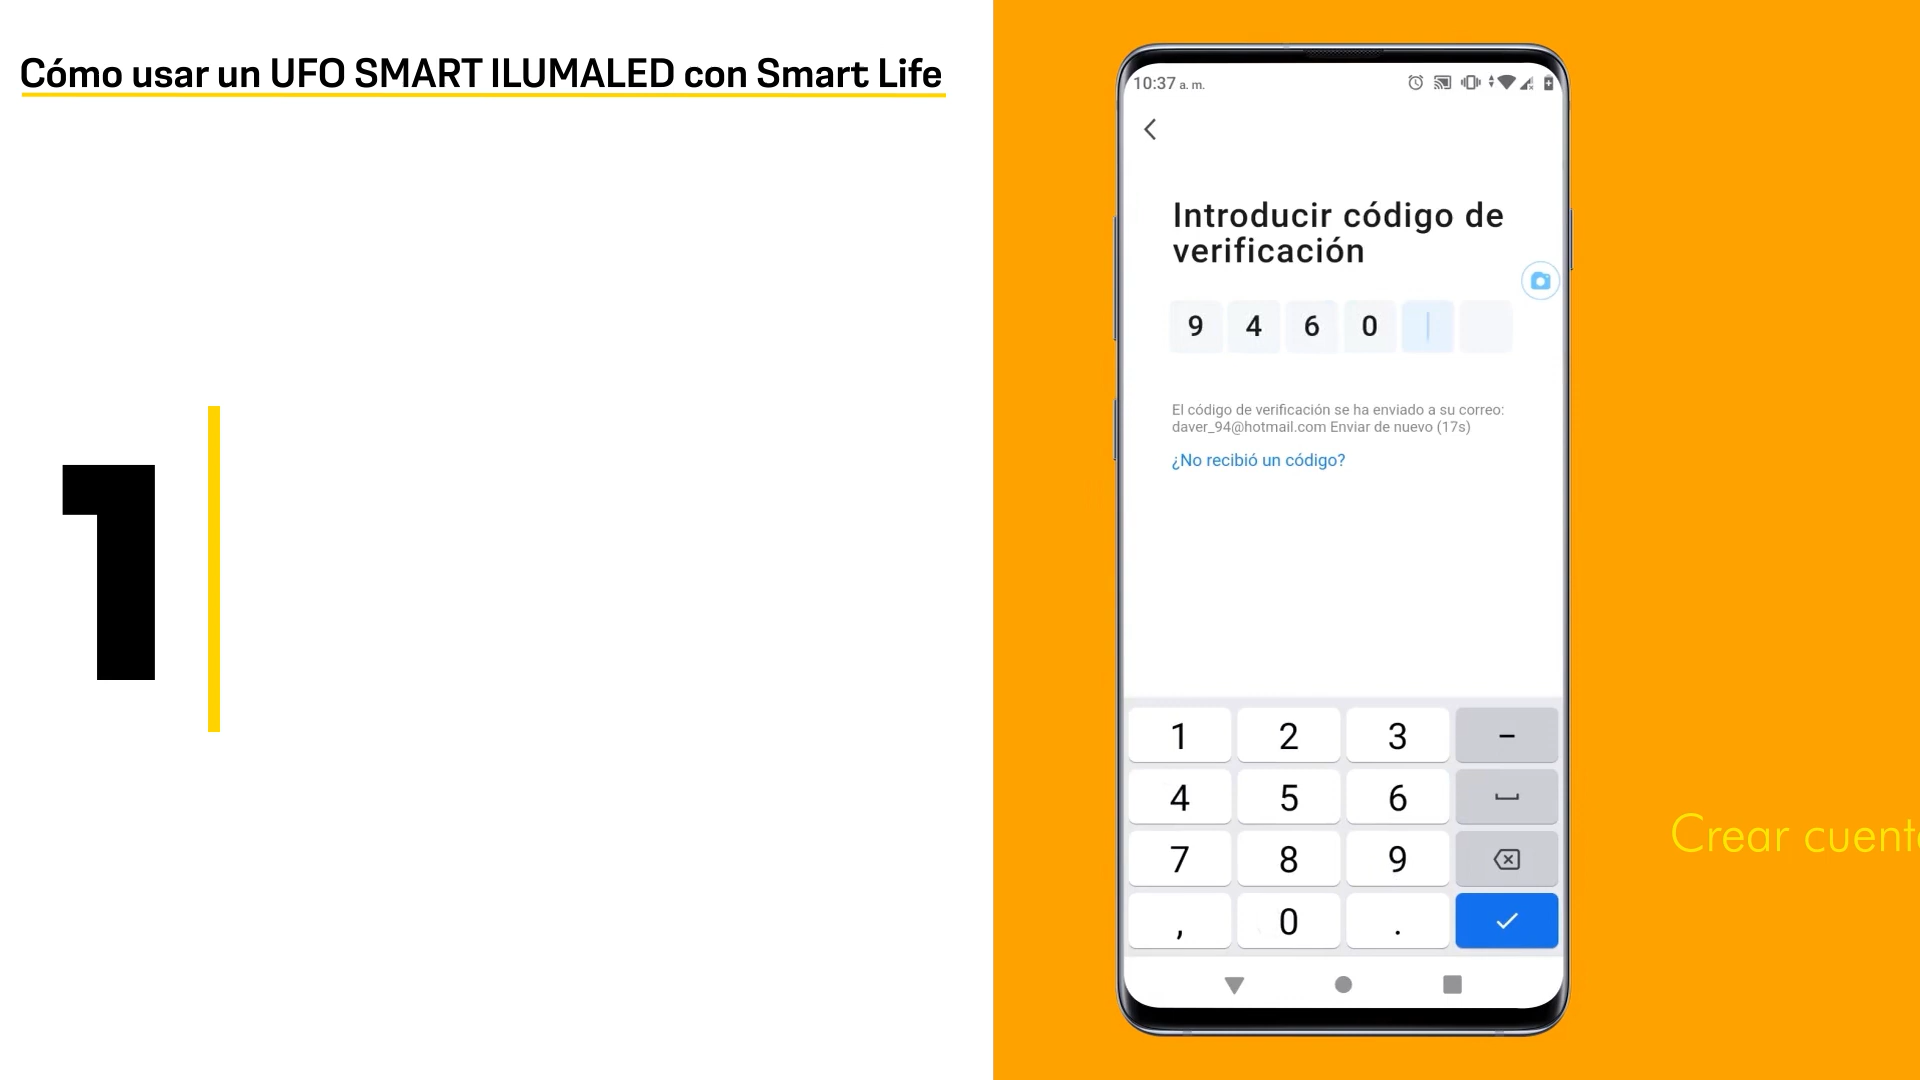 Cómo usar un UFO SMART ILUMALED con Smart Life
1
10:37 a. m.
Introducir código de
verificación
9 4 6 0
El código de verificación se ha enviado a su correo:
daver_94@hotmail.com Enviar de nuevo (17s)
¿No recibió un código?
1 2 3 -
4 5 6
7 8 9
, 0 .
Crear cuent